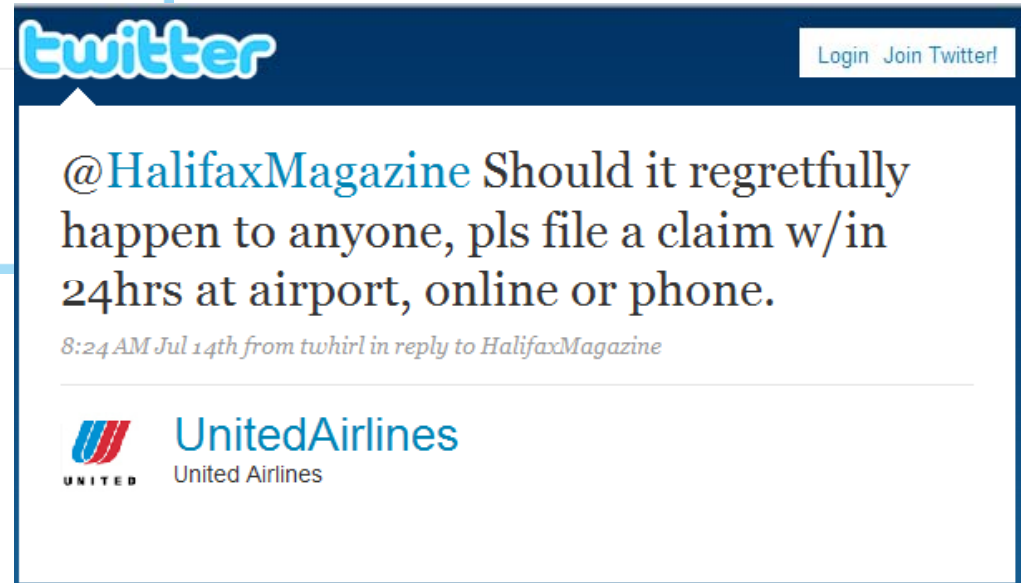 twitter
Login Join Twitter!
@HalifaxMagazine Should it regretfully
happen to anyone, pls file a claim w/in
24hrs at airport, online or phone.
8:24 AM Jul 14th from twhirl in reply to HalifaxMagazine
UnitedAirlines
UNITED United Airlines